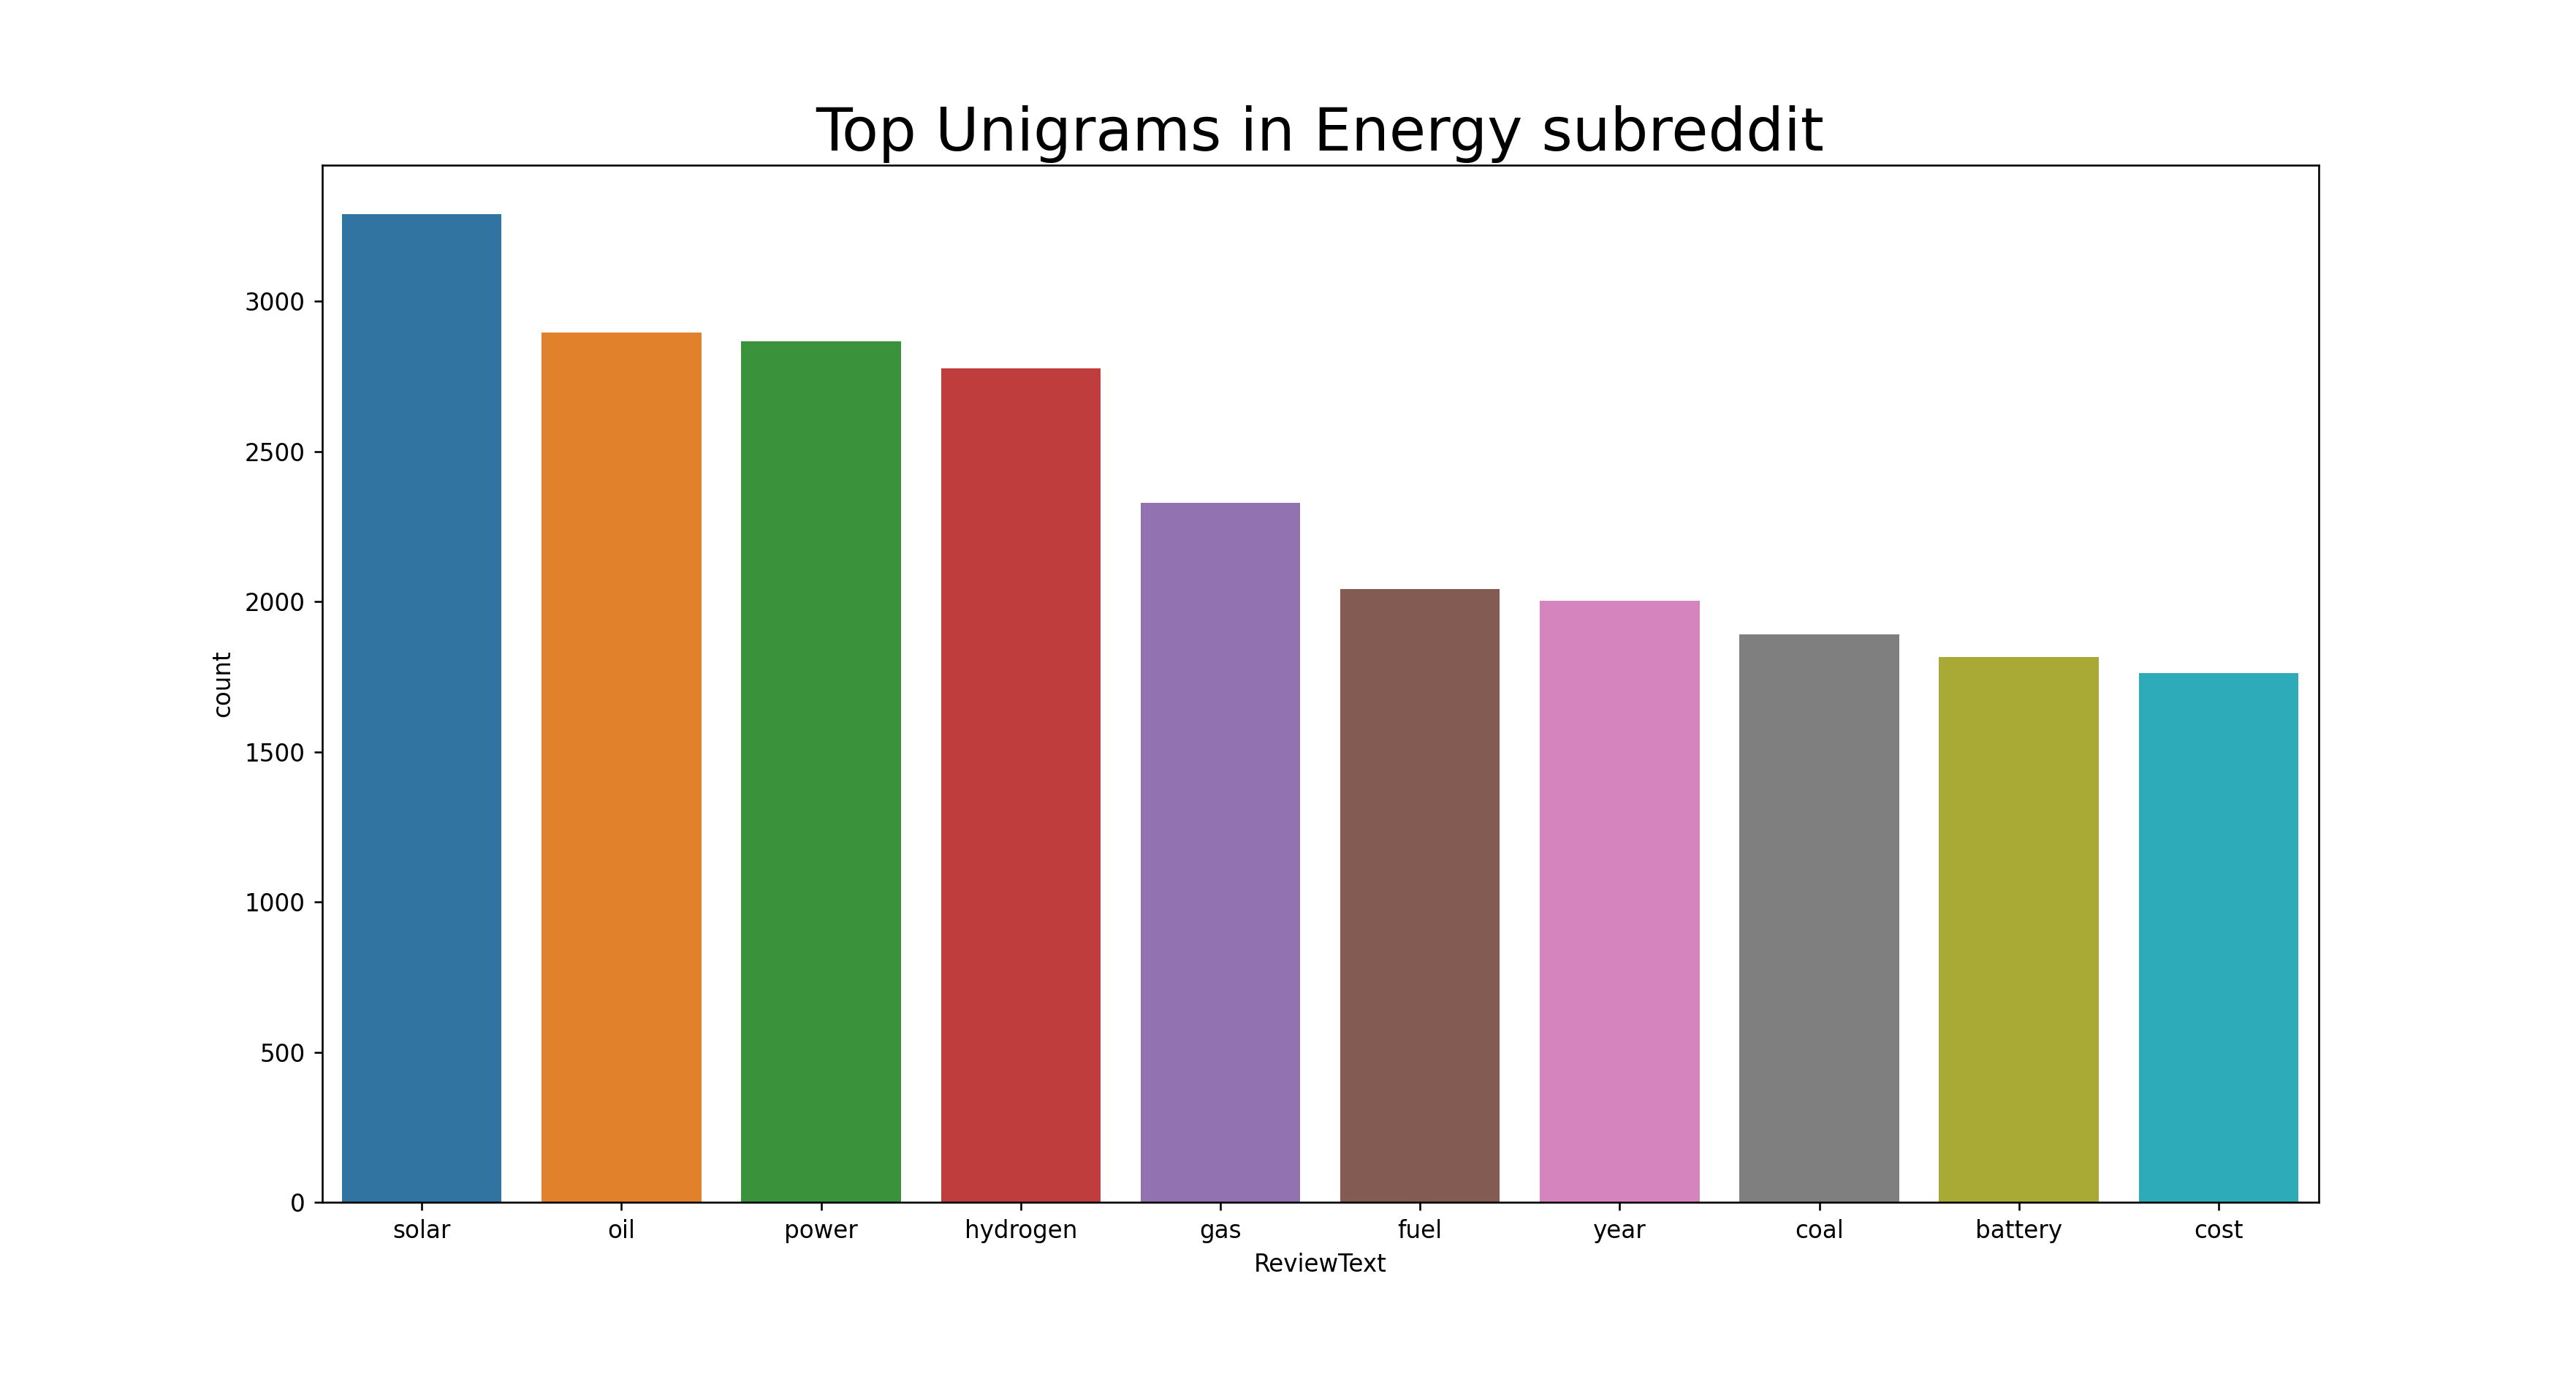 Top Unigrams in Energy subreddit
3000
2500
2000
1500
1000
500
0
count
solar oil power hydrogen gas fuel year coal battery cost
ReviewText